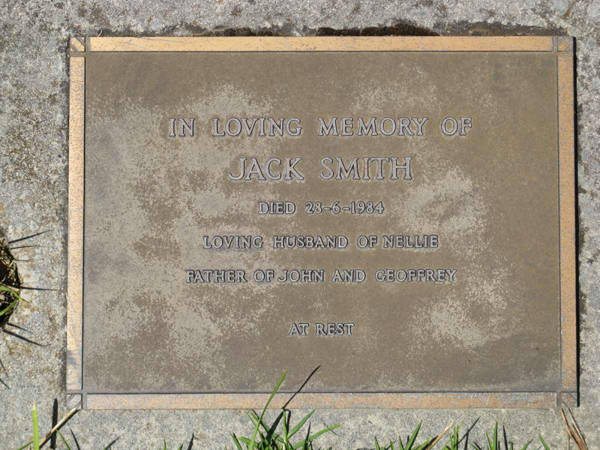 IN LOVING MEMORY OF
JACK SMITH
DIED 28-6-1984
LOVING HUSBAND OF NELLIE
FATHER OF JOHN AND GEOFFREY
AT REST